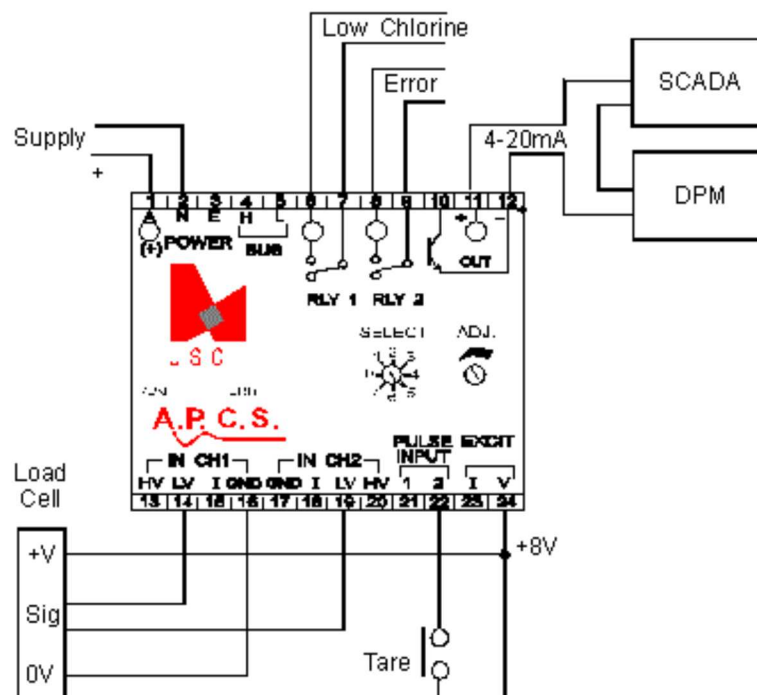 Low Chlorine
SCADA
Error
Supply
+
4-20mA
DPM
1 2 3 4 5 6 7 8 9 10 11 12
A N E H L + -
(+) POWER BUS OUT
RLY 1 RLY 2
SELECT ADJ.
U S C
A.P.C.S.
PULSE EXCIT
INPUT
IN CH1 IN CH2 1 2 I V
HV LV I GND GND I LV HV
13 14 15 16 17 18 19 20 21 22 23 24
Load
Cell
+V
+8V
Sig
Tare
0V